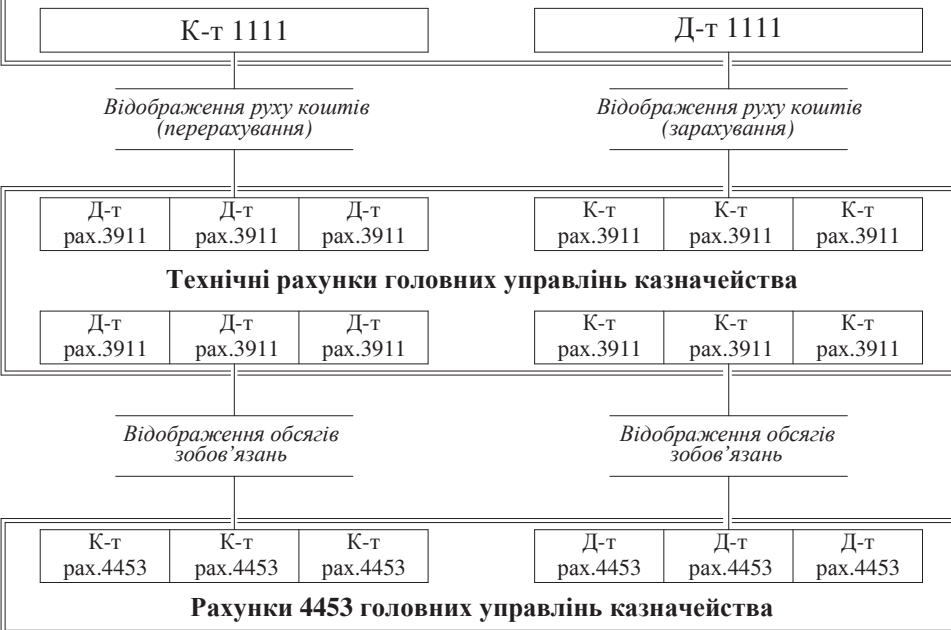 К-т 1111 Д-т 1111
Відображення руху коштів Відображення руху коштів
(перерахування) (зарахування)
Д-т Д-т Д-т К-т К-т К-т
рах.3911 рах.3911 рах.3911 рах.3911 рах.3911 рах.3911
Технічні рахунки головних управлінь казначейства
Д-т Д-т Д-т К-т К-т К-т
рах.3911 рах.3911 рах.3911 рах.3911 рах.3911 рах.3911
Відображення обсягів Відображення обсягів
зобов’язань зобов’язань
К-т К-т К-т Д-т Д-т Д-т
рах.4453 рах.4453 рах.4453 рах.4453 рах.4453 рах.4453
Рахунки 4453 головних управлінь казначейства